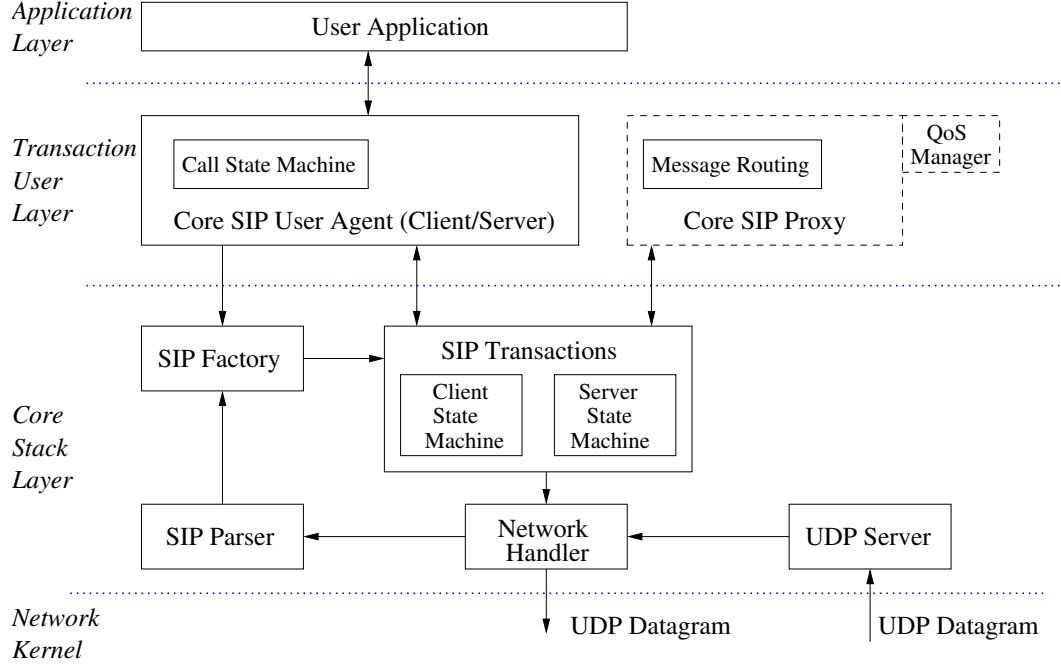 Application
Layer
User Application
Transaction
User
Layer
Call State Machine
Core SIP User Agent (Client/Server)
Message Routing
Core SIP Proxy
QoS
Manager
Core
Stack
Layer
SIP Factory
SIP Transactions
Client
State
Machine
Server
State
Machine
SIP Parser
Network
Handler
UDP Server
Network
Kernel
UDP Datagram
UDP Datagram